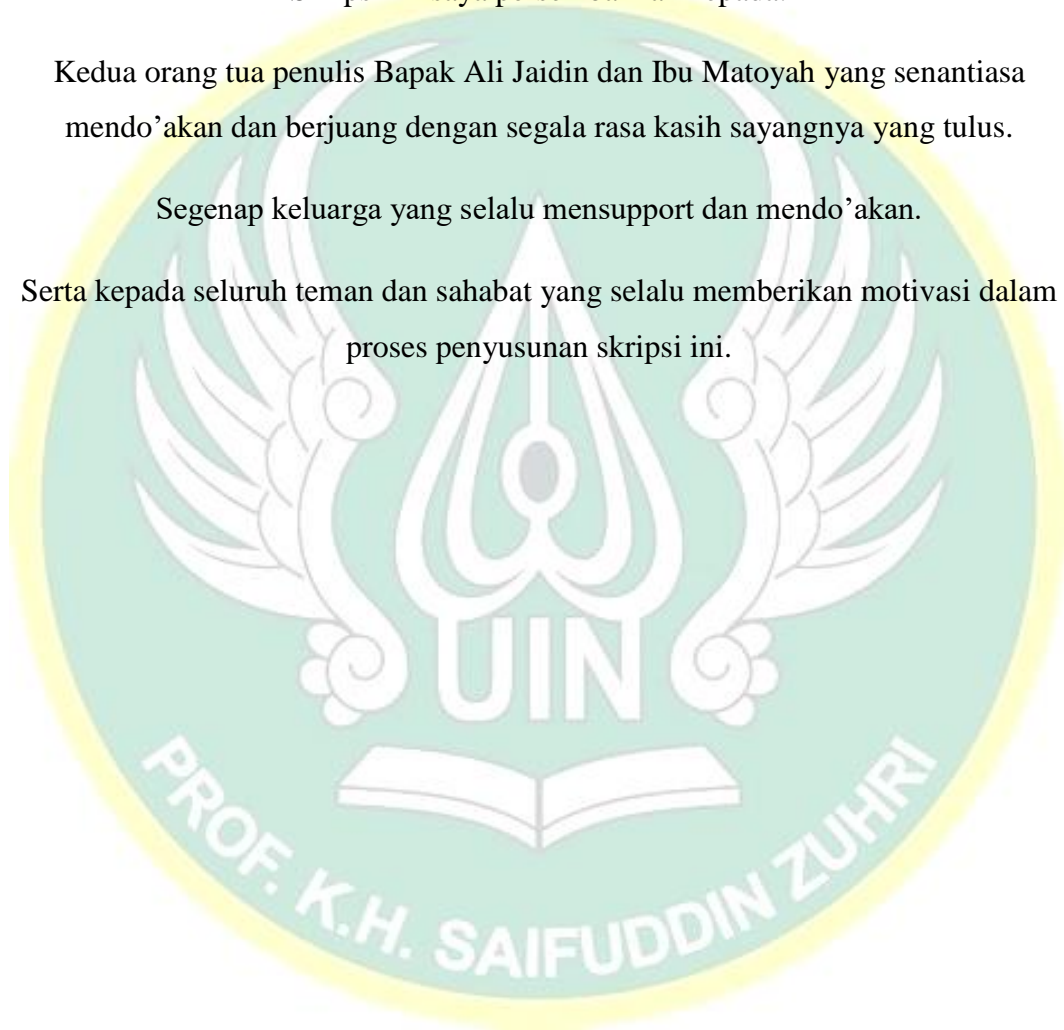 Kedua orang tua penulis Bapak Ali Jaidin dan Ibu Matoyah yang senantiasa
mendo’akan dan berjuang dengan segala rasa kasih sayangnya yang tulus.
Segenap keluarga yang selalu mensupport dan mendo’akan.
Serta kepada seluruh teman dan sahabat yang selalu memberikan motivasi dalam
proses penyusunan skripsi ini.
UIN
PROF. K.H. SAIFUDDIN ZUHRI